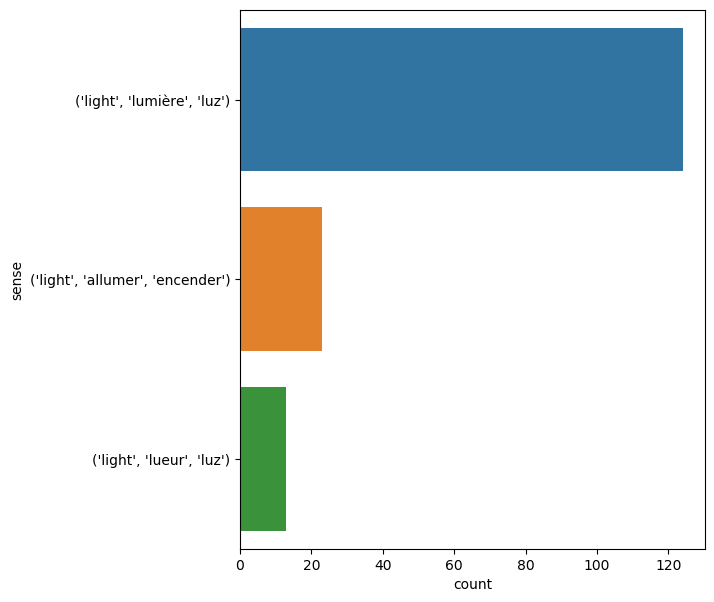 ('light', 'lumière', 'luz')
('light', 'allumer', 'encender')
('light', 'lueur', 'luz')
sense
0 20 40 60 80 100 120
count